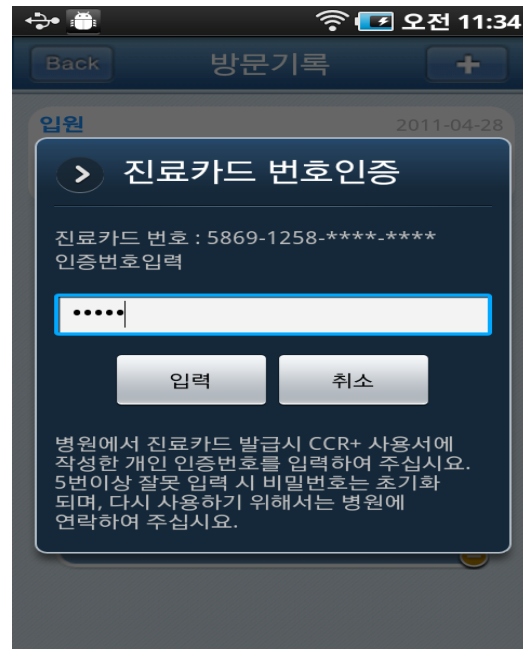 오전 11:34
Back
방문기록
입원
2011-04-28
진료카드 번호인증
진료카드 번호 : 5869-1258-****-****
인증번호입력
•••••
입력
취소
병원에서 진료카드 발급시 CCR+ 사용서에
작성한 개인 인증번호를 입력하여 주십시요.
5번이상 잘못 입력 시 비밀번호는 초기화
되며, 다시 사용하기 위해서는 병원에
연락하여 주십시요.